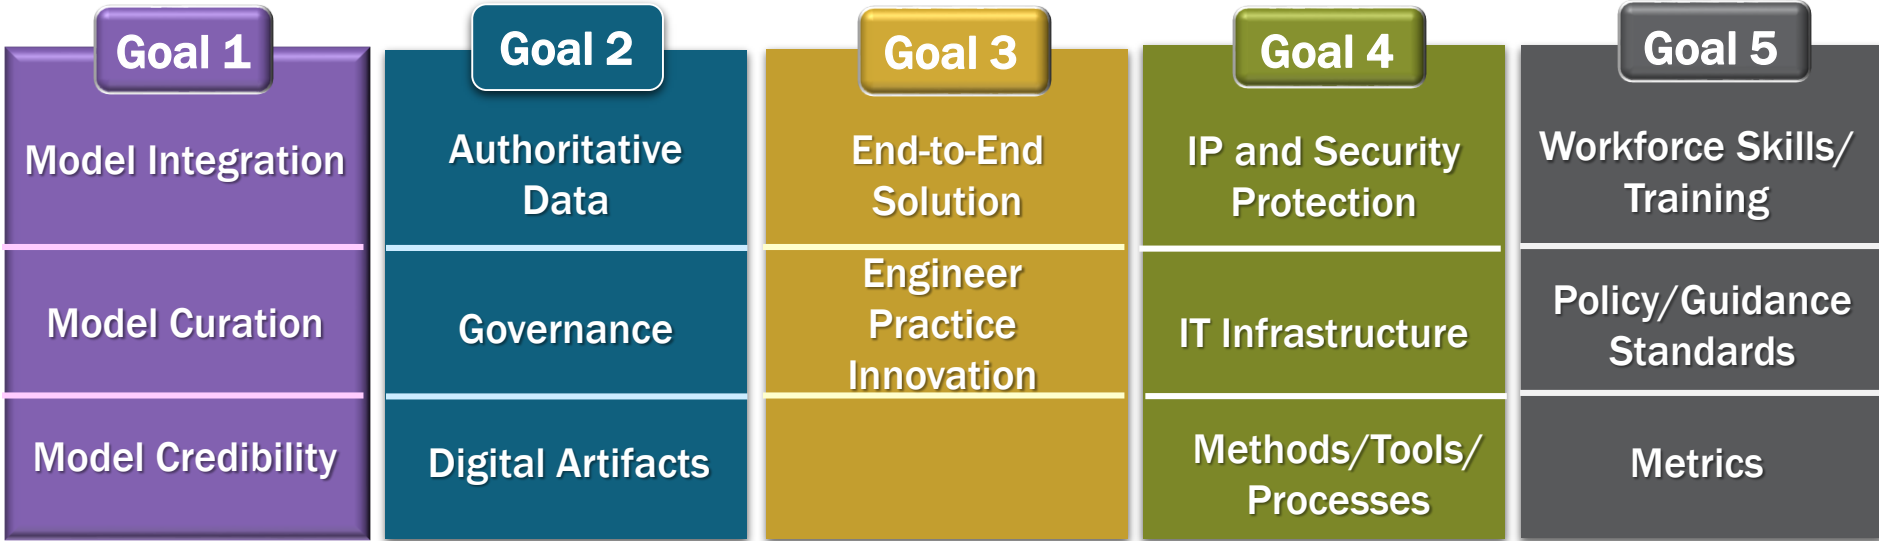 Goal 1
Model Integration
Model Curation
Model Credibility
Goal 2
Authoritative
Data
Governance
Digital Artifacts
Goal 3
End-to-End
Solution
Engineer
Practice
Innovation
Goal 4
IP and Security
Protection
IT Infrastructure
Methods/Tools/
Processes
Goal 5
Workforce Skills/
Training
Policy/Guidance
Standards
Metrics